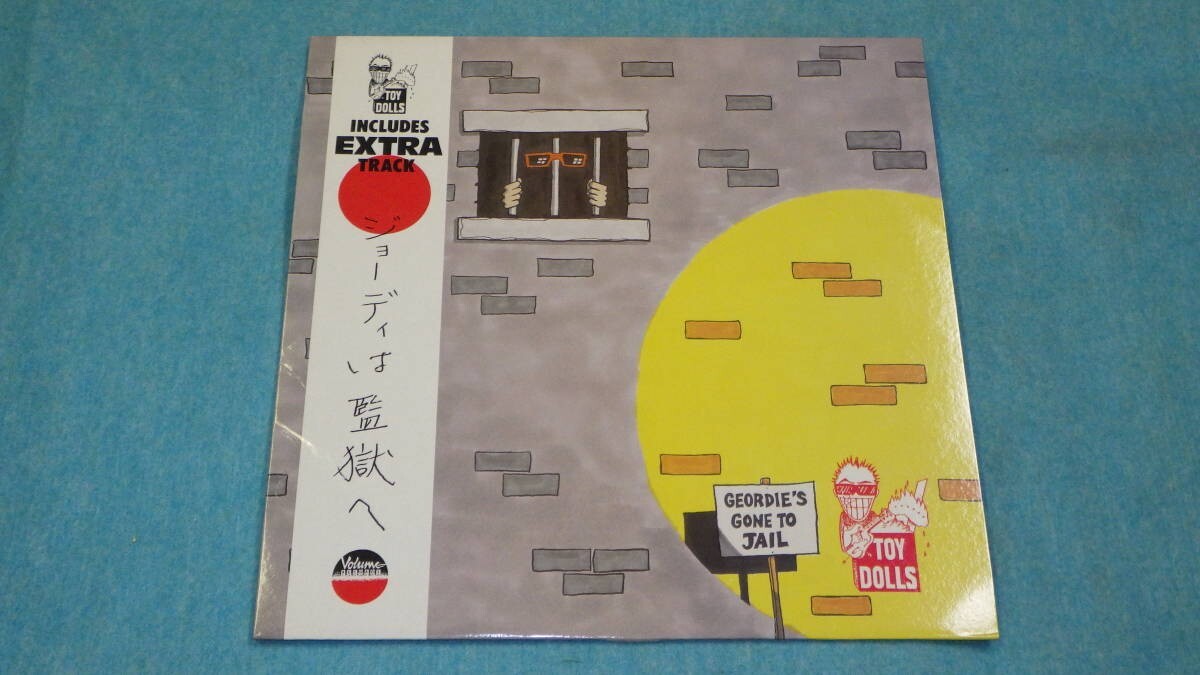 TOY
DOLLS
INCLUDES
EXTRA
TRACK
ジョーディは監獄へ
Volume
GEORDIE'S
GONE TO
JAIL
TOY
DOLLS